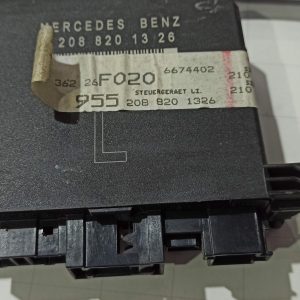 MERCEDES BENZ
208 820 13 26
362 26 F020 6674402
955 STEUERGERAET LI.
208 820 1326
210
210
L